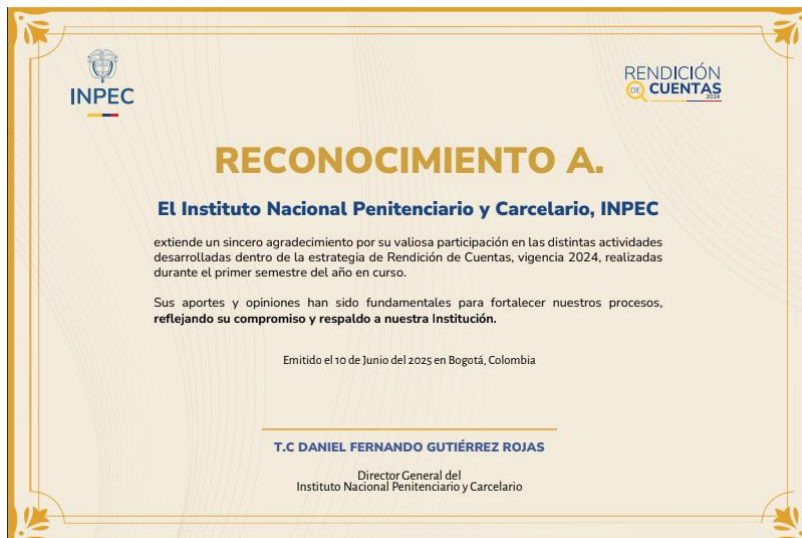 INPEC
RENDICIÓN
DE CUENTAS
2024
RECONOCIMIENTO A.
El Instituto Nacional Penitenciario y Carcelario, INPEC
extiende un sincero agradecimiento por su valiosa participación en las distintas actividades
desarrolladas dentro de la estrategia de Rendición de Cuentas, vigencia 2024, realizadas
durante el primer semestre del año en curso.
Sus aportes y opiniones han sido fundamentales para fortalecer nuestros procesos,
reflejando su compromiso y respaldo a nuestra Institución.
Emitido el 10 de Junio del 2025 en Bogotá, Colombia
T.C DANIEL FERNANDO GUTIÉRREZ ROJAS
Director General del
Instituto Nacional Penitenciario y Carcelario